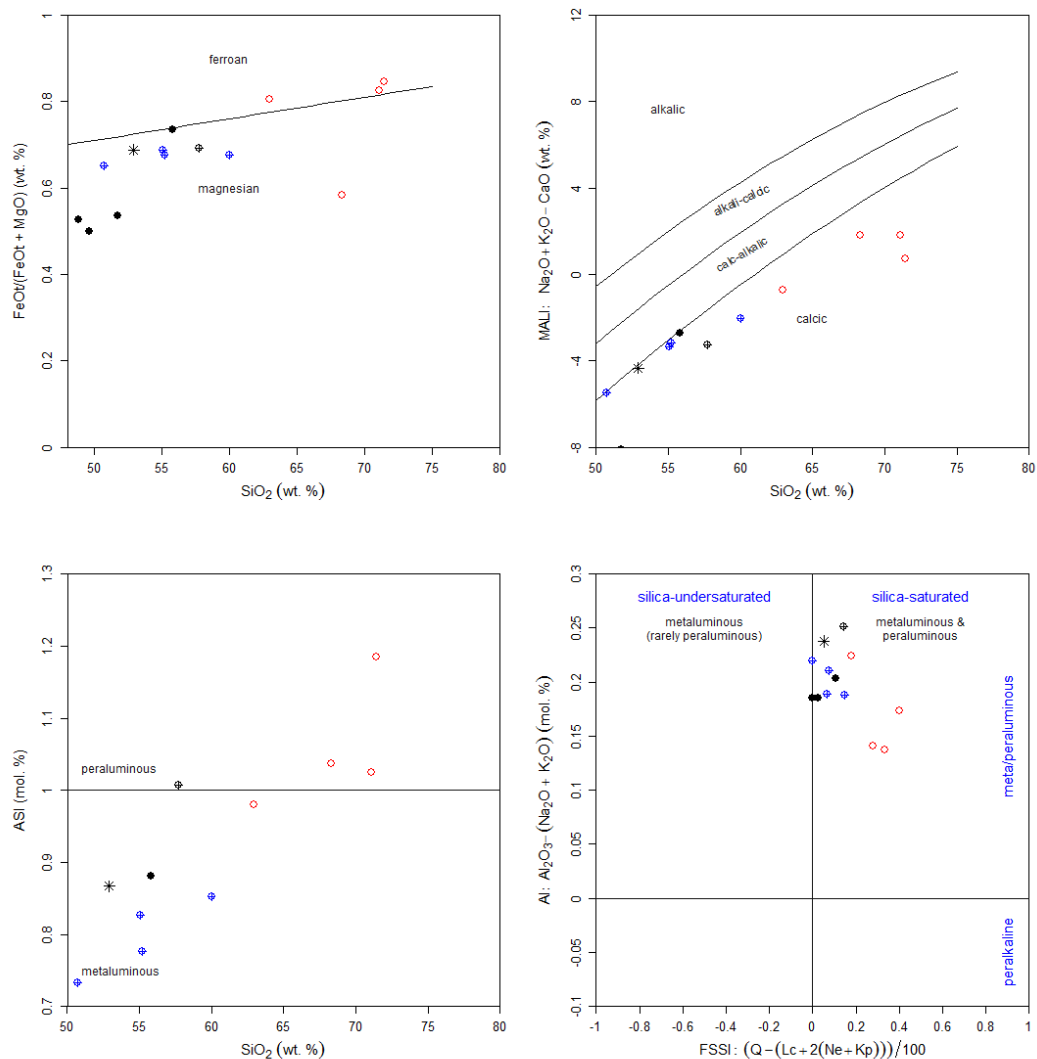 FeOt/(FeOt + MgO) (wt. %)
1
0.8
0.6
0.4
0.2
0
ferroan
magnesian
50 55 60 65 70 75 80
SiO₂ (wt. %)
MALI: Na₂O + K₂O − CaO (wt. %)
12
8
4
0
-4
-8
alkalic
alkali-calcic
calc-alkalic
calcic
50 55 60 65 70 75 80
SiO₂ (wt. %)
ASI (mol. %)
1.3
1.2
1.1
1
0.9
0.8
0.7
peraluminous
metaluminous
50 55 60 65 70 75 80
SiO₂ (wt. %)
AI: Al₂O₃ − (Na₂O + K₂O) (mol. %)
0.3
0.25
0.2
0.15
0.1
0.05
0
-0.05
-0.1
silica-undersaturated
metaluminous
(rarely peraluminous)
silica-saturated
metaluminous &
peraluminous
meta/peraluminous
peralkaline
-1 -0.8 -0.6 -0.4 -0.2 0 0.2 0.4 0.6 0.8 1
FSSI: (Q − (Lc + 2(Ne + Kp)))/100